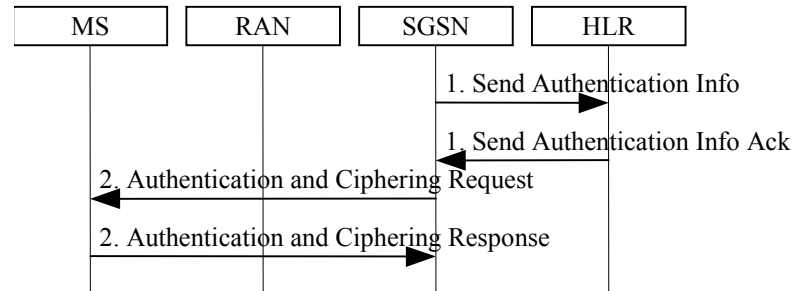 MS RAN SGSN HLR
1. Send Authentication Info
1. Send Authentication Info Ack
2. Authentication and Ciphering Request
2. Authentication and Ciphering Response